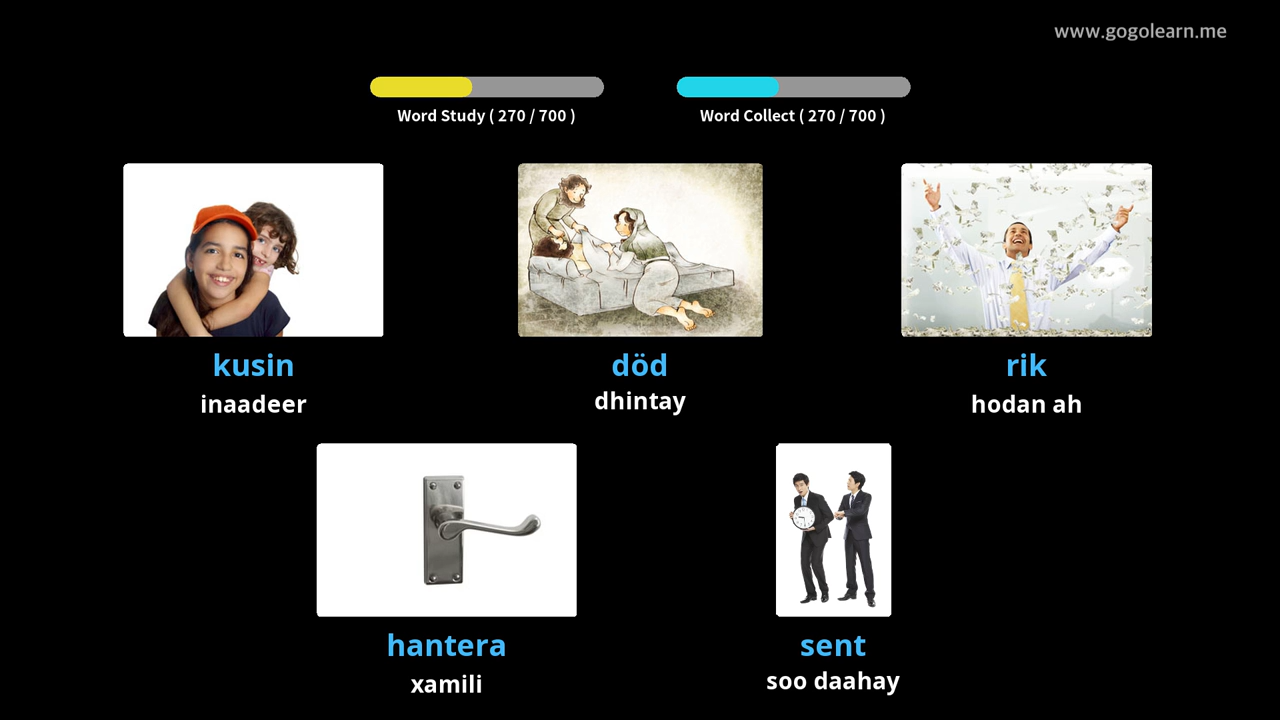 www.gogolearn.me
Word Study ( 270 / 700 )
Word Collect ( 270 / 700 )
kusin
inaadeer
död
dhintay
rik
hodan ah
hantera
xamili
sent
soo daahay